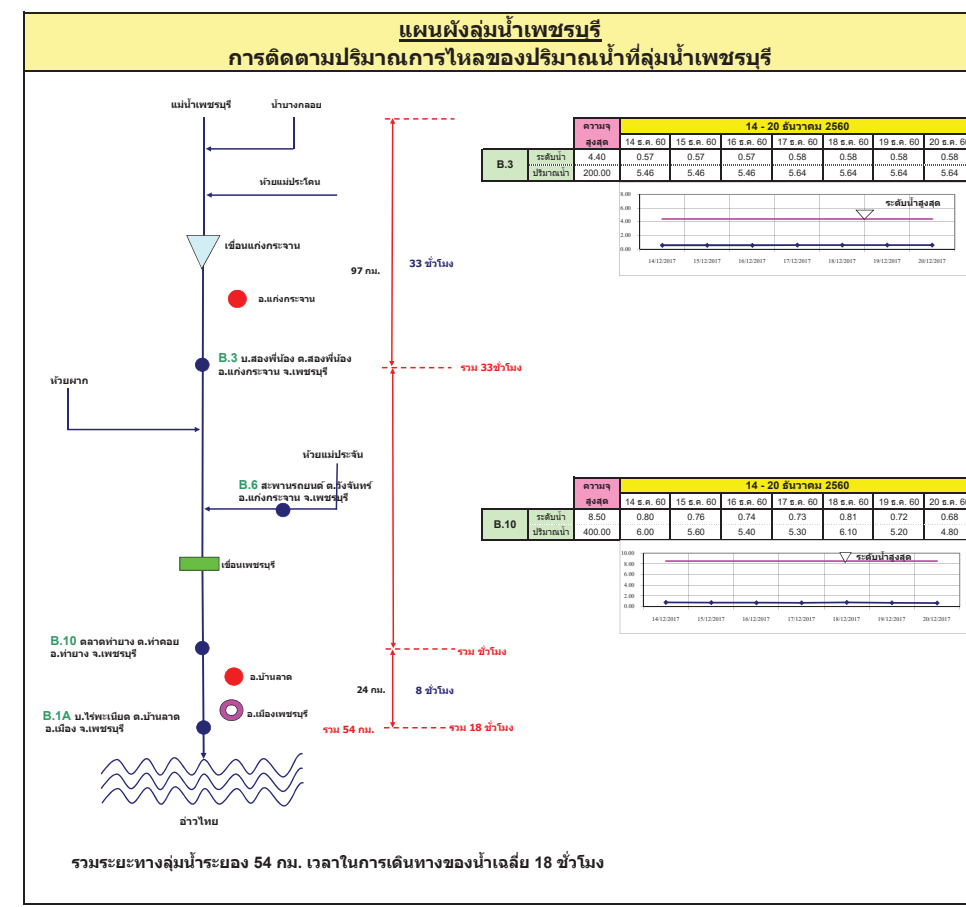 แผนผังลุ่มน้ำเพชรบุรี
การติดตามปริมาณการไหลของปริมาณน้ำที่ลุ่มน้ำเพชรบุรี
แม่น้ำเพชรบุรี
น้ำบางกลอย
ห้วยแม่ประโดน
เขื่อนแก่งกระจาน
97 กม.
33 ชั่วโมง
อ.แก่งกระจาน
B.3 บ.สองพี่น้อง ต.สองพี่น้อง
อ.แก่งกระจาน จ.เพชรบุรี
รวม 33ชั่วโมง
ห้วยผาก
ห้วยแม่ประจัน
B.6 สะพานรถยนต์ ต.วังจันทร์
อ.แก่งกระจาน จ.เพชรบุรี
เขื่อนเพชรบุรี
B.10 ตลาดท่ายาง ต.ท่าคอย
อ.ท่ายาง จ.เพชรบุรี
รวม ชั่วโมง
อ.บ้านลาด
24 กม.
8 ชั่วโมง
อ.เมืองเพชรบุรี
B.1A บ.ไร่พะเนียด ต.บ้านลาด
อ.เมือง จ.เพชรบุรี
รวม 54 กม.
รวม 18 ชั่วโมง
อ่าวไทย
รวมระยะทางลุ่มน้ำระยอง 54 กม. เวลาในการเดินทางของน้ำเฉลี่ย 18 ชั่วโมง
ความจุ 14 - 20 ธันวาคม 2560
สูงสุด 14 ธ.ค. 60 15 ธ.ค. 60 16 ธ.ค. 60 17 ธ.ค. 60 18 ธ.ค. 60 19 ธ.ค. 60 20 ธ.ค. 60
B.3 ระดับน้ำ 4.40 0.57 0.57 0.57 0.58 0.58 0.58 0.58
ปริมาณน้ำ 200.00 5.46 5.46 5.46 5.64 5.64 5.64 5.64
ระดับน้ำสูงสุด
8.00
6.00
4.00
2.00
0.00
14/12/2017 15/12/2017 16/12/2017 17/12/2017 18/12/2017 19/12/2017 20/12/2017
ความจุ 14 - 20 ธันวาคม 2560
สูงสุด 14 ธ.ค. 60 15 ธ.ค. 60 16 ธ.ค. 60 17 ธ.ค. 60 18 ธ.ค. 60 19 ธ.ค. 60 20 ธ.ค. 60
B.10 ระดับน้ำ 8.50 0.80 0.76 0.74 0.73 0.81 0.72 0.68
ปริมาณน้ำ 400.00 6.00 5.60 5.40 5.30 6.10 5.20 4.80
ระดับน้ำสูงสุด
10.00
8.00
6.00
4.00
2.00
0.00
14/12/2017 15/12/2017 16/12/2017 17/12/2017 18/12/2017 19/12/2017 20/12/2017